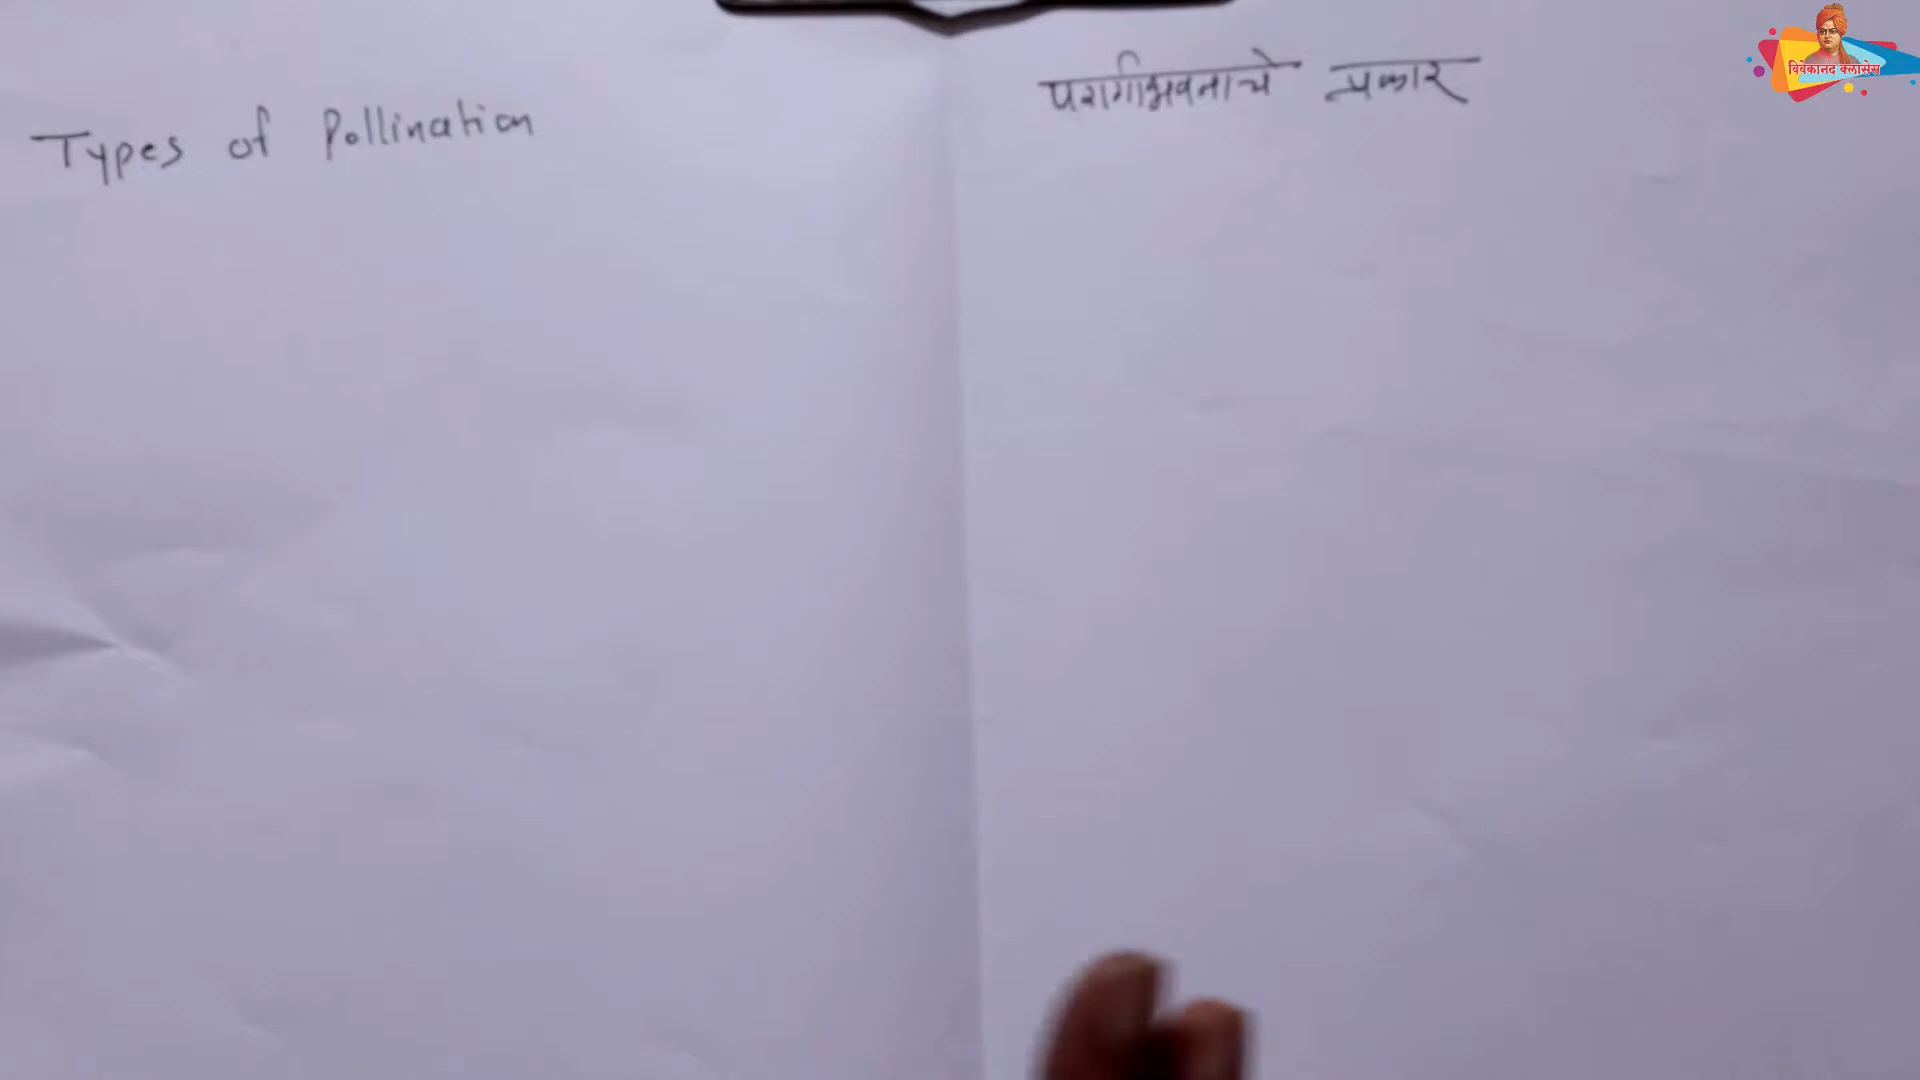 Types of Pollination
परागीभवनाचे प्रकार
विवेकानंद क्लासेस